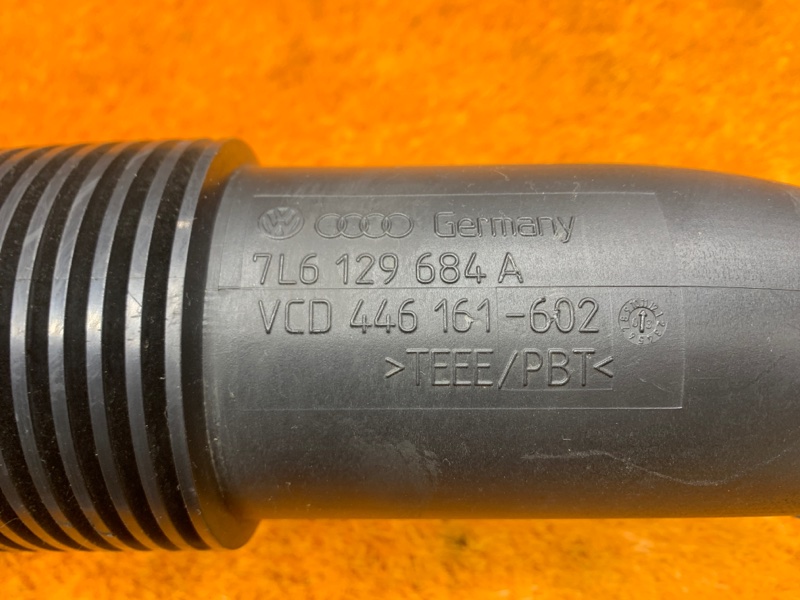 Germany
7L6 129 684 A
VCD 446 161-602
>TEEE/PBT<